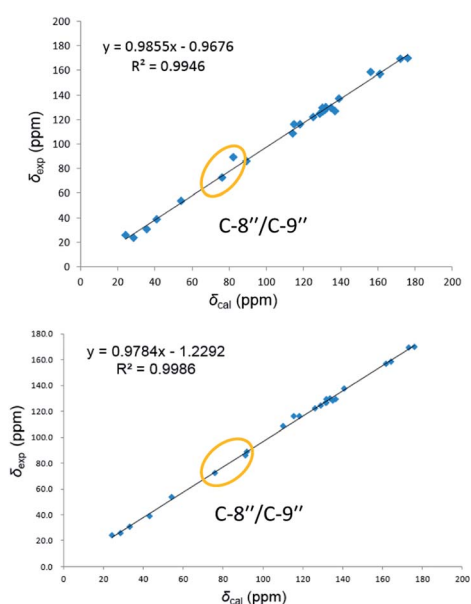 y = 0.9855x - 0.9676
R² = 0.9946
200
180
160
140
120
100
80
60
40
20
0
δexp (ppm)
C-8″/C-9″
0 20 40 60 80 100 120 140 160 180 200
δcal (ppm)
y = 0.9784x - 1.2292
R² = 0.9986
180.0
160.0
140.0
120.0
100.0
80.0
60.0
40.0
20.0
0.0
δexp (ppm)
C-8″/C-9″
0 20 40 60 80 100 120 140 160 180 200
δcal (ppm)